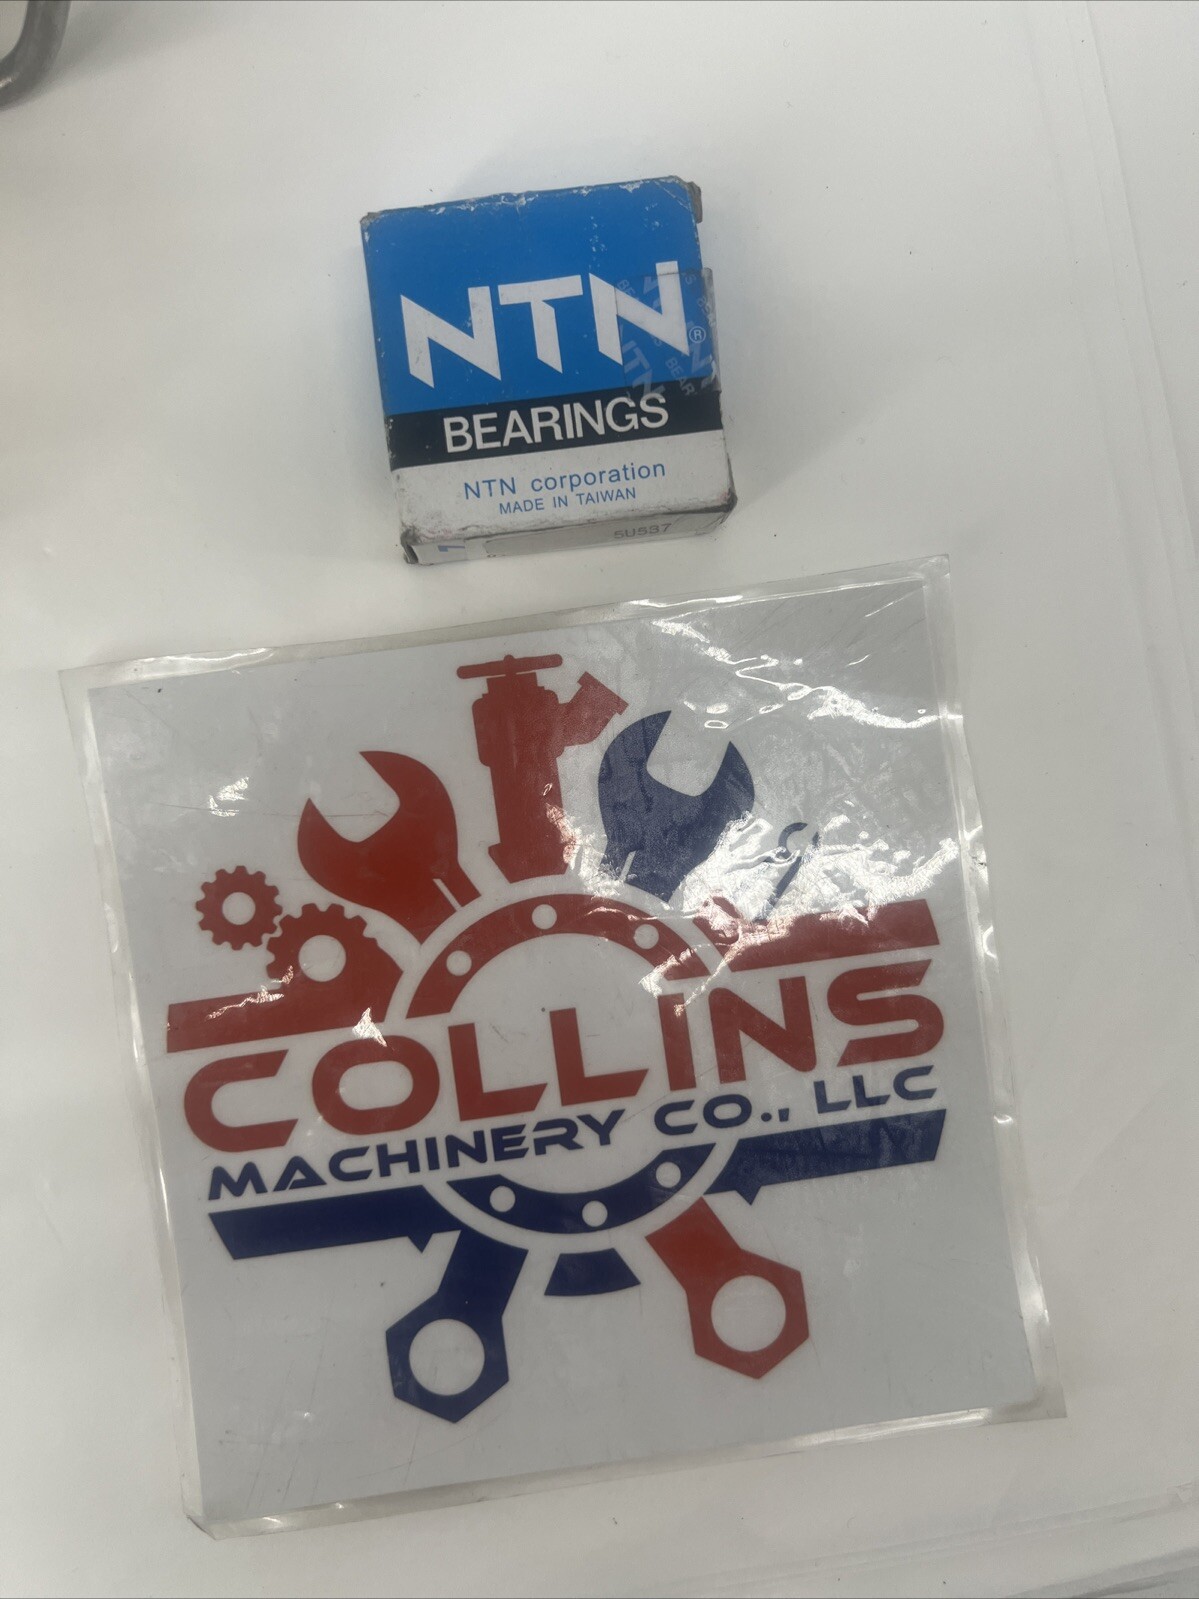 NTN®
BEARINGS
NTN corporation
MADE IN TAIWAN
5US37
COLLINS
MACHINERY CO., LLC